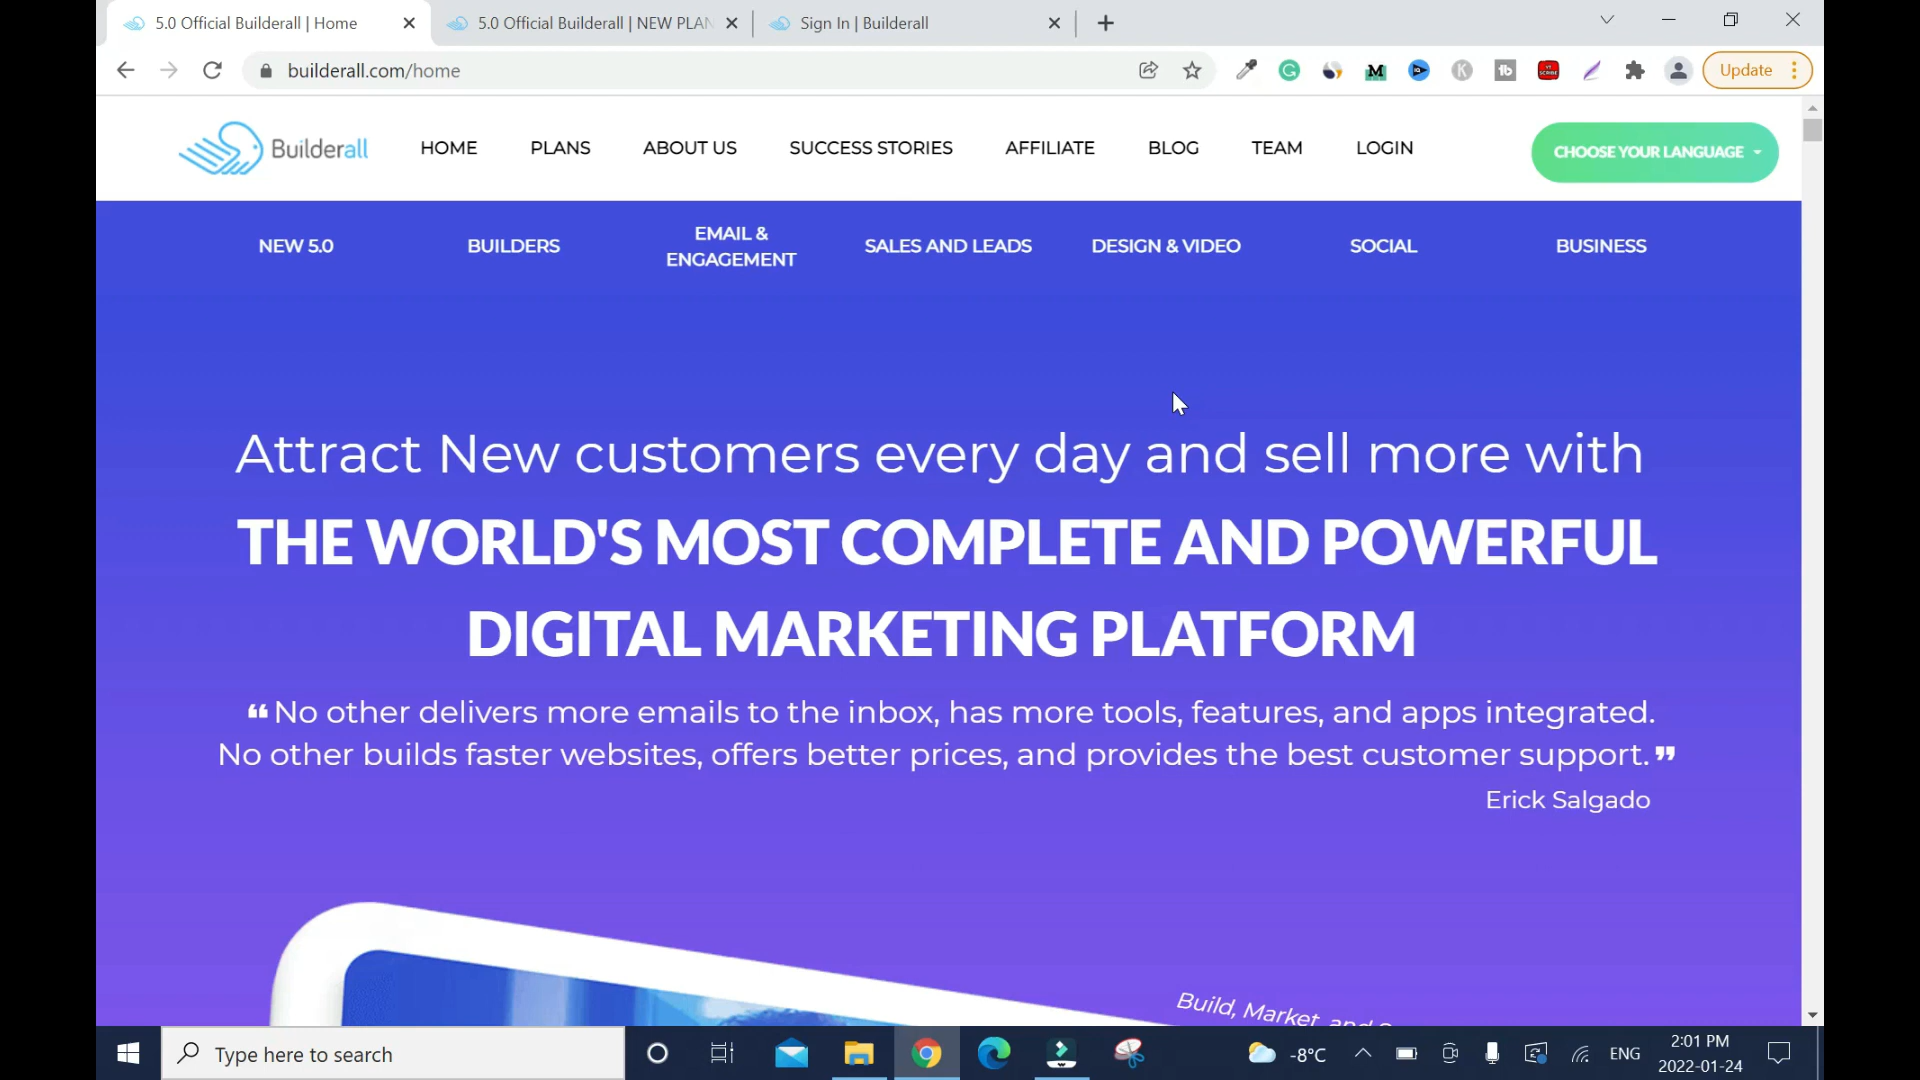 5.0 Official Builderall | Home
5.0 Official Builderall | NEW PLAN
Sign In | Builderall
builderall.com/home
Update
Builderall
HOME
PLANS
ABOUT US
SUCCESS STORIES
AFFILIATE
BLOG
TEAM
LOGIN
CHOOSE YOUR LANGUAGE
NEW 5.0
BUILDERS
EMAIL &
ENGAGEMENT
SALES AND LEADS
DESIGN & VIDEO
SOCIAL
BUSINESS
Attract New customers every day and sell more with
THE WORLD'S MOST COMPLETE AND POWERFUL
DIGITAL MARKETING PLATFORM
❝ No other delivers more emails to the inbox, has more tools, features, and apps integrated.
No other builds faster websites, offers better prices, and provides the best customer support. ❞
Erick Salgado
Build, Market, and
Type here to search
-8°C
ENG
2:01 PM
2022-01-24